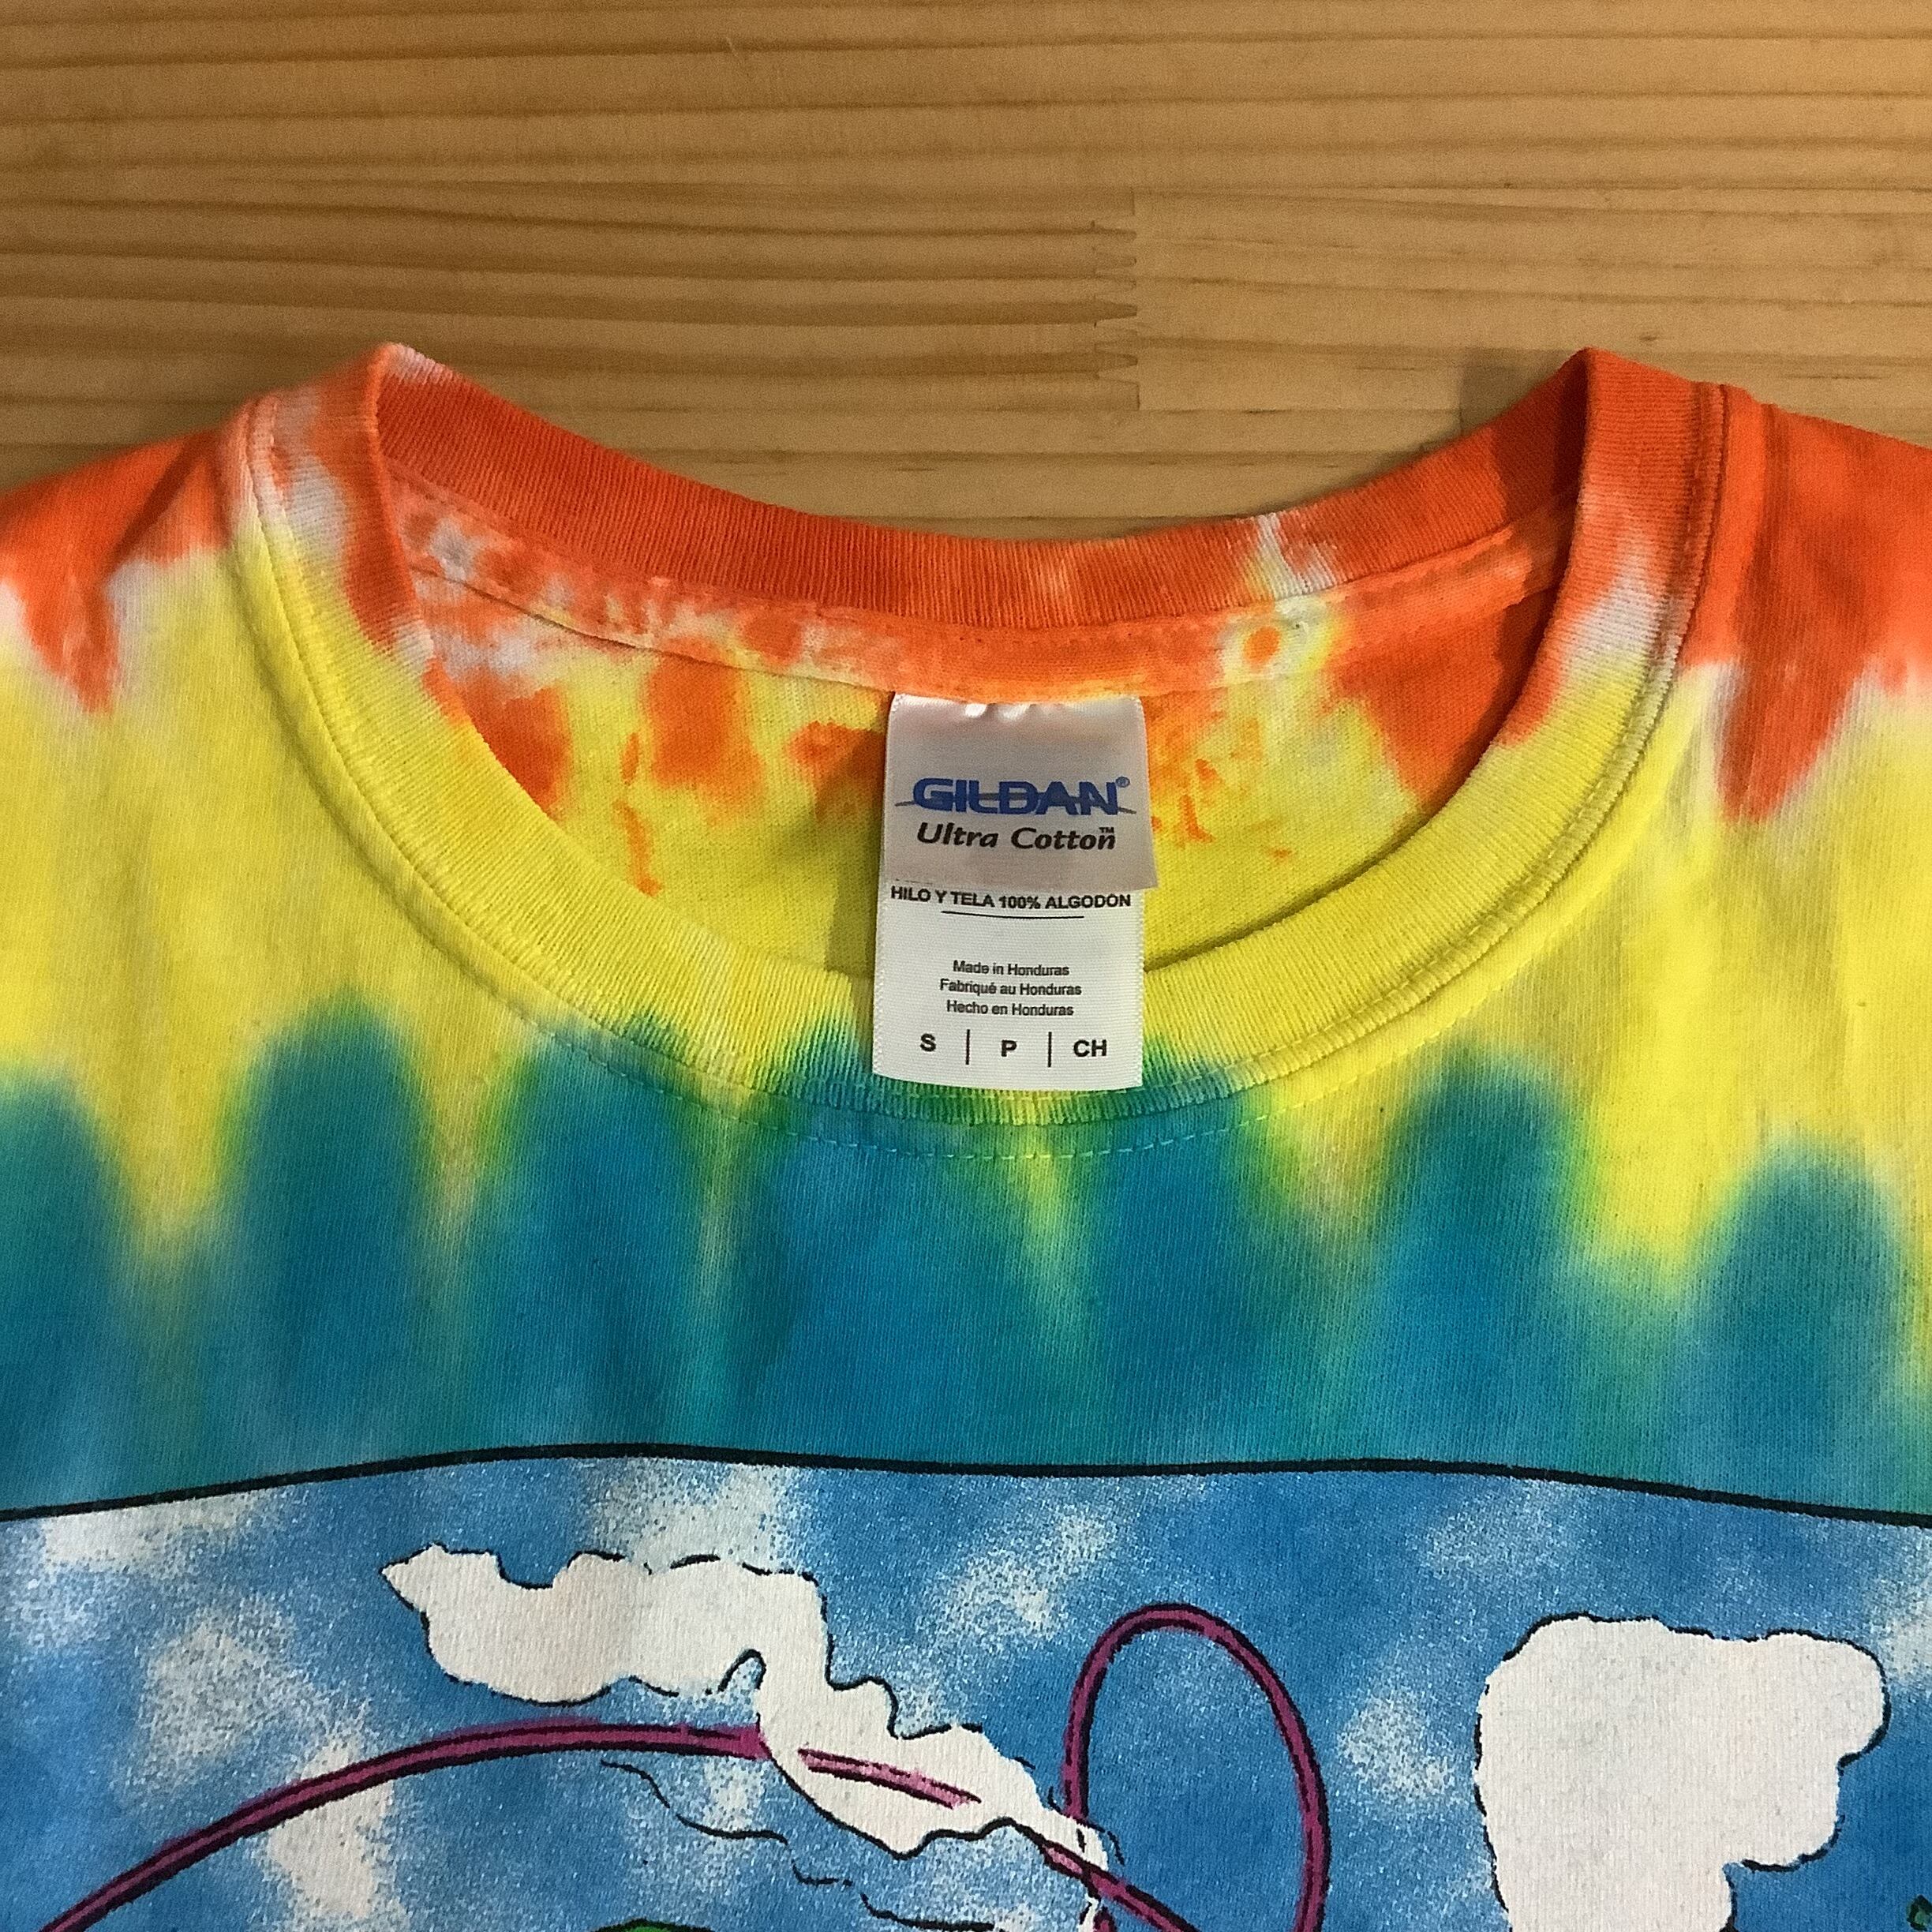 GILDAN®
Ultra Cotton™
HILO Y TELA 100% ALGODÓN
Made in Honduras
Fabriqué au Honduras
Hecho en Honduras
S | P | CH